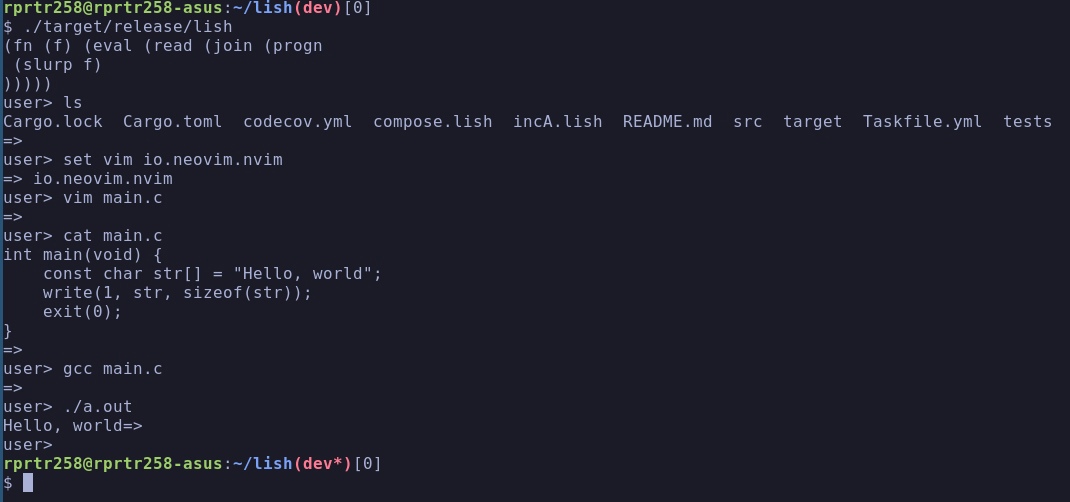 rprtr258@rprtr258-asus:~/lish(dev)[0]
$ ./target/release/lish
(fn (f) (eval (read (join (progn
 (slurp f)
)))))
user> ls
Cargo.lock  Cargo.toml  codecov.yml  compose.lish  incA.lish  README.md  src  target  Taskfile.yml  tests
=>
user> set vim io.neovim.nvim
=> io.neovim.nvim
user> vim main.c
=>
user> cat main.c
int main(void) {
    const char str[] = "Hello, world";
    write(1, str, sizeof(str));
    exit(0);
}
=>
user> gcc main.c
=>
user> ./a.out
Hello, world=>
user>
rprtr258@rprtr258-asus:~/lish(dev*)[0]
$